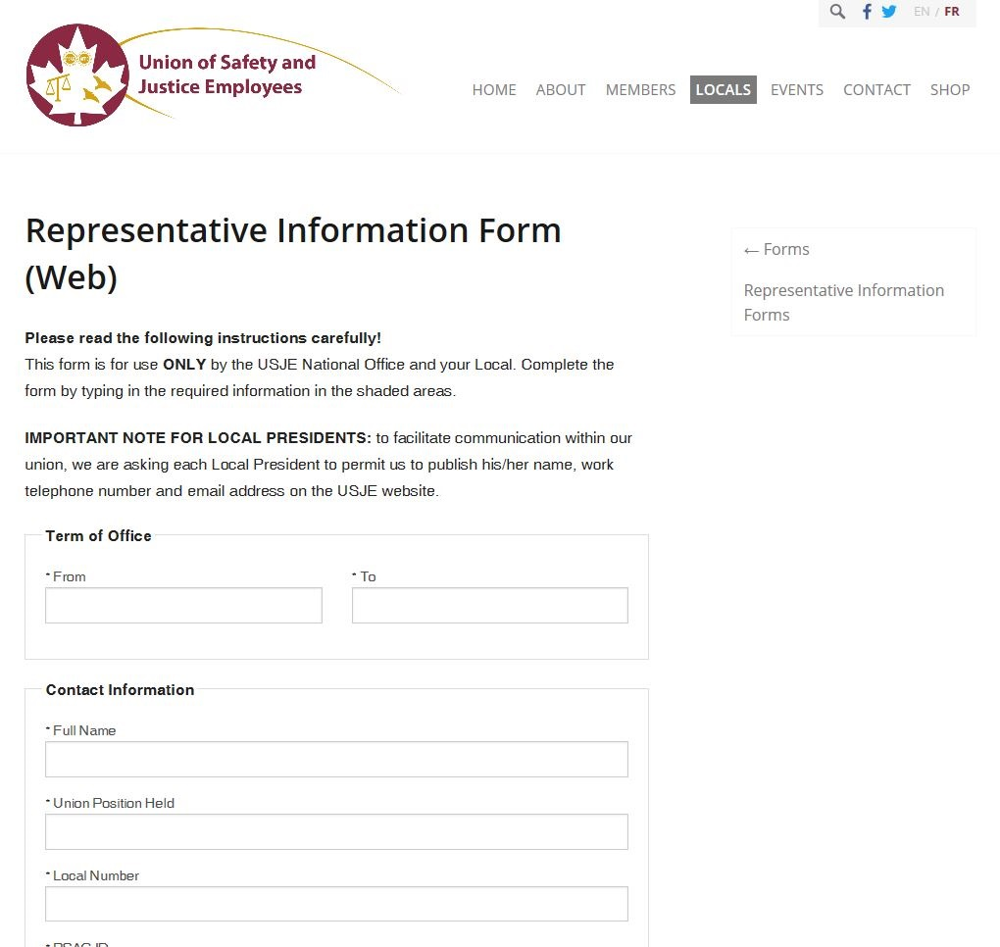 EN / FR
Union of Safety and
Justice Employees
HOME ABOUT MEMBERS LOCALS EVENTS CONTACT SHOP
Representative Information Form
(Web)
← Forms
Representative Information
Forms
Please read the following instructions carefully!
This form is for use ONLY by the USJE National Office and your Local. Complete the
form by typing in the required information in the shaded areas.
IMPORTANT NOTE FOR LOCAL PRESIDENTS: to facilitate communication within our
union, we are asking each Local President to permit us to publish his/her name, work
telephone number and email address on the USJE website.
Term of Office
* From * To
Contact Information
* Full Name
* Union Position Held
* Local Number